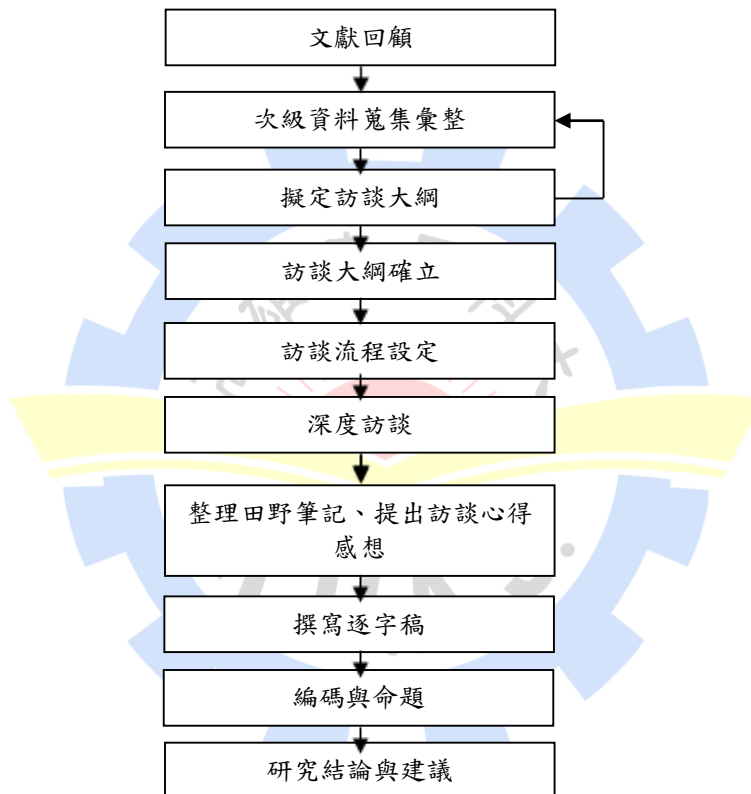 文獻回顧
次級資料蒐集彙整
擬定訪談大綱
訪談大綱確立
訪談流程設定
深度訪談
整理田野筆記、提出訪談心得
感想
撰寫逐字稿
編碼與命題
研究結論與建議